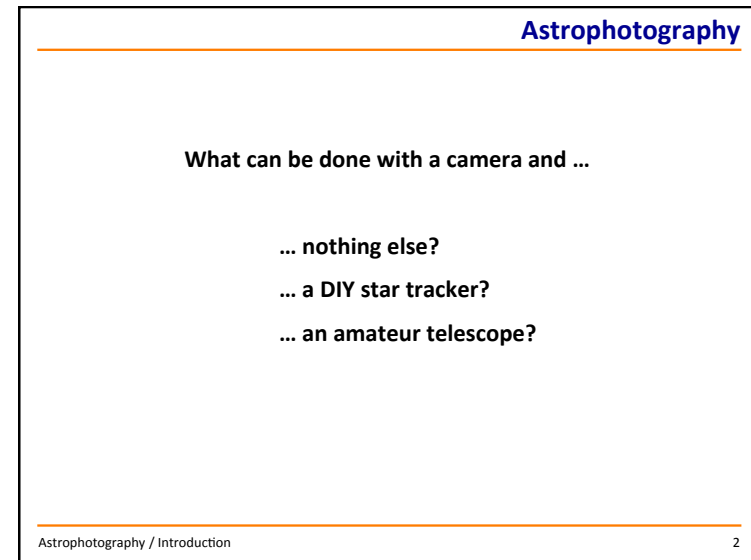 Astrophotography
What can be done with a camera and …
… nothing else?
… a DIY star tracker?
… an amateur telescope?
Astrophotography / Introduction 2